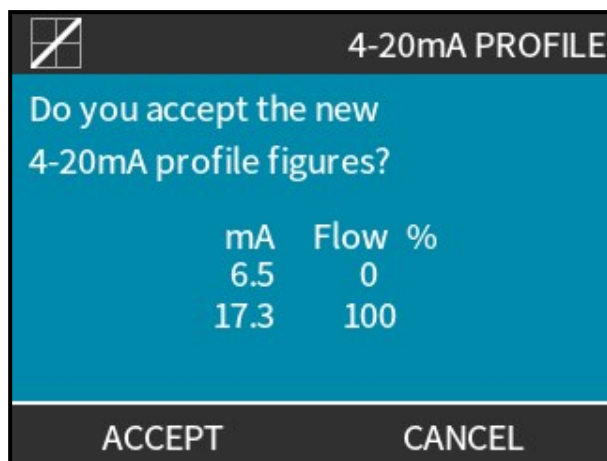 4-20mA PROFILE
Do you accept the new
4-20mA profile figures?
mA Flow %
6.5 0
17.3 100
ACCEPT CANCEL